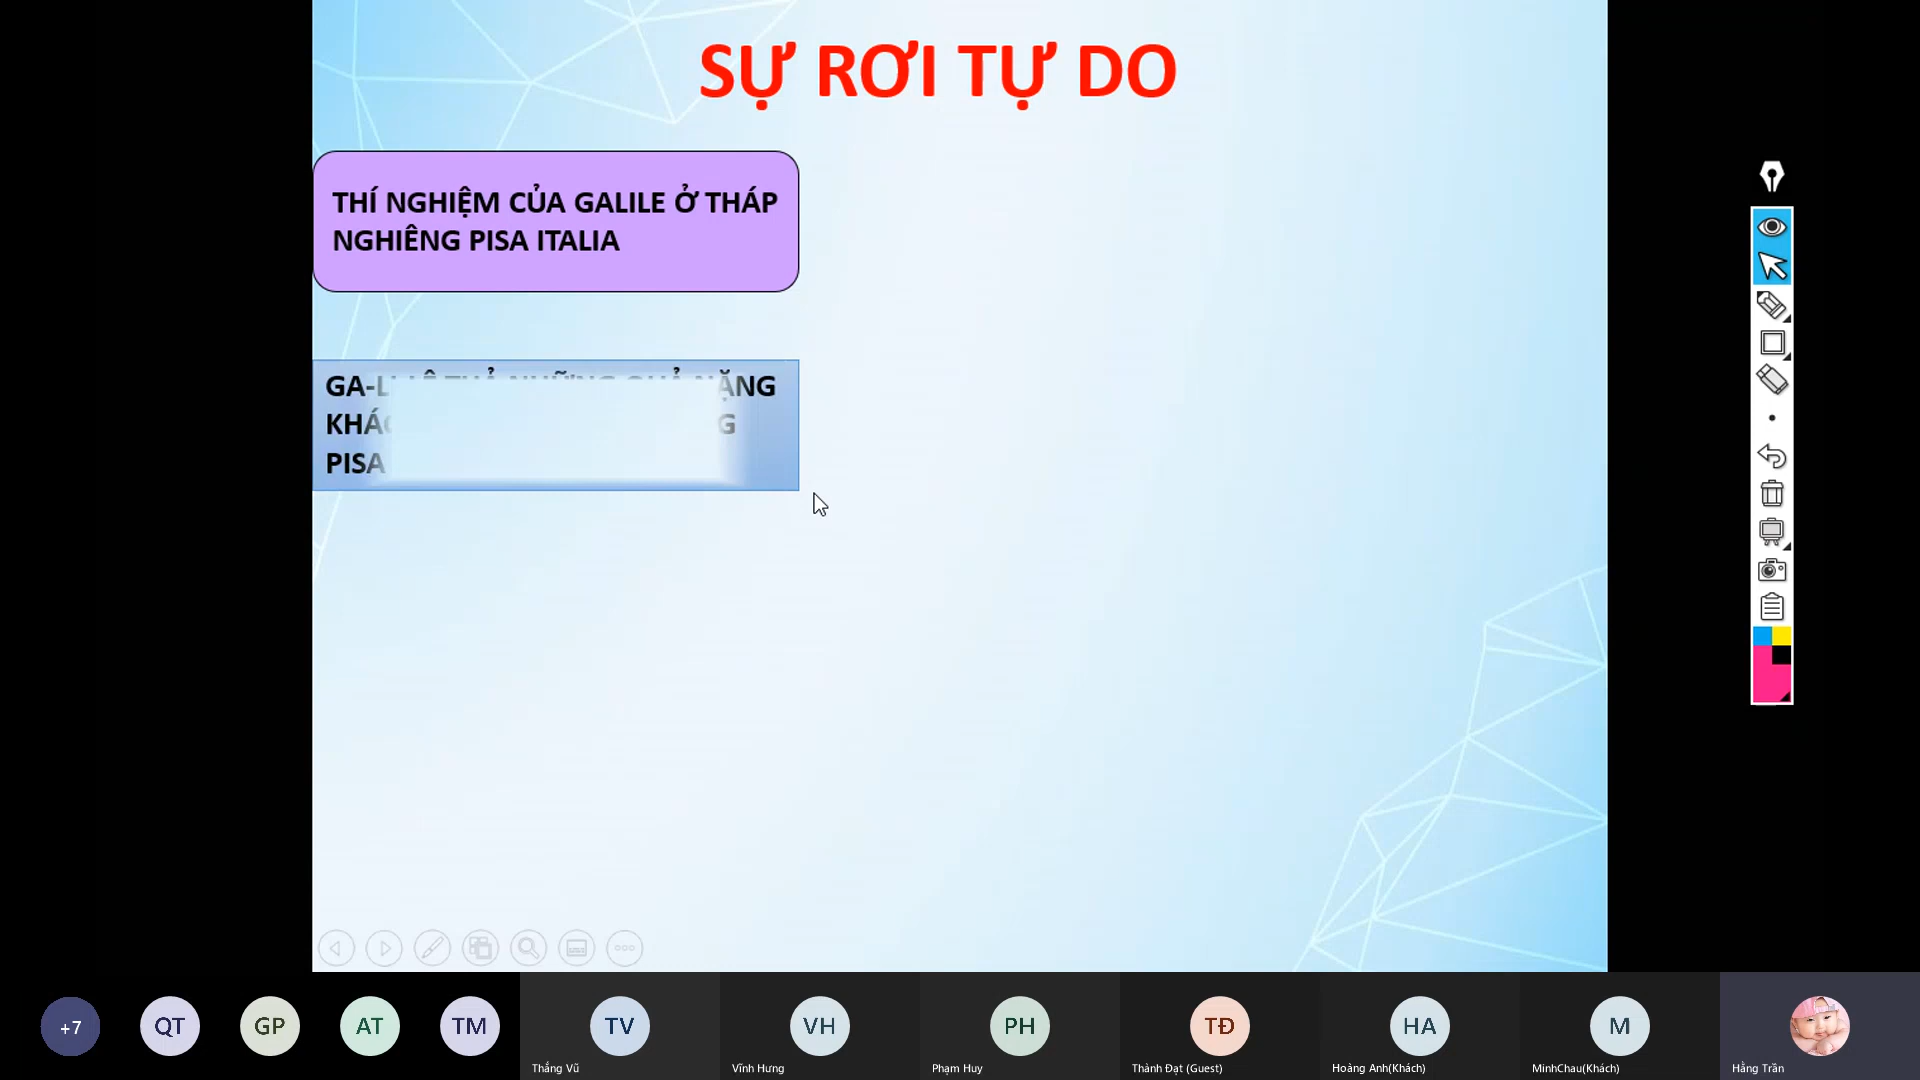 SỰ RƠI TỰ DO
THÍ NGHIỆM CỦA GALILE Ở THÁP
NGHIÊNG PISA ITALIA
GA-
PISA
+7
QT
GP
AT
TM
TV
VH
PH
TĐ
HA
M
Thắng Vũ
Vĩnh Hưng
Phạm Huy
Thành Đạt (Guest)
Hoàng Anh(Khách)
MinhChau(Khách)
Hằng Trần